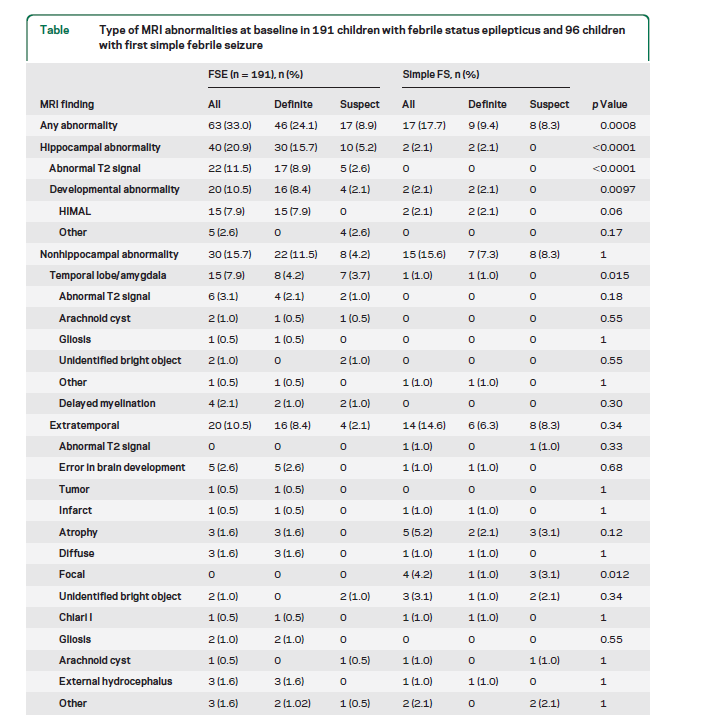 Table Type of MRI abnormalities at baseline in 191 children with febrile status epilepticus and 96 children
with first simple febrile seizure
FSE (n = 191), n (%) Simple FS, n (%)
MRI finding All Definite Suspect All Definite Suspect p Value
Any abnormality 63 (33.0) 46 (24.1) 17 (8.9) 17 (17.7) 9 (9.4) 8 (8.3) 0.0008
Hippocampal abnormality 40 (20.9) 30 (15.7) 10 (5.2) 2 (2.1) 2 (2.1) 0 <0.0001
Abnormal T2 signal 22 (11.5) 17 (8.9) 5 (2.6) 0 0 0 <0.0001
Developmental abnormality 20 (10.5) 16 (8.4) 4 (2.1) 2 (2.1) 2 (2.1) 0 0.0097
HIMAL 15 (7.9) 15 (7.9) 0 2 (2.1) 2 (2.1) 0 0.06
Other 5 (2.6) 0 4 (2.6) 0 0 0 0.17
Nonhippocampal abnormality 30 (15.7) 22 (11.5) 8 (4.2) 15 (15.6) 7 (7.3) 8 (8.3) 1
Temporal lobe/amygdala 15 (7.9) 8 (4.2) 7 (3.7) 1 (1.0) 1 (1.0) 0 0.015
Abnormal T2 signal 6 (3.1) 4 (2.1) 2 (1.0) 0 0 0 0.18
Arachnoid cyst 2 (1.0) 1 (0.5) 1 (0.5) 0 0 0 0.55
Gliosis 1 (0.5) 1 (0.5) 0 0 0 0 1
Unidentified bright object 2 (1.0) 0 2 (1.0) 0 0 0 0.55
Other 1 (0.5) 1 (0.5) 0 1 (1.0) 1 (1.0) 0 1
Delayed myelination 4 (2.1) 2 (1.0) 2 (1.0) 0 0 0 0.30
Extratemporal 20 (10.5) 16 (8.4) 4 (2.1) 14 (14.6) 6 (6.3) 8 (8.3) 0.34
Abnormal T2 signal 0 0 0 1 (1.0) 0 1 (1.0) 0.33
Error in brain development 5 (2.6) 5 (2.6) 0 1 (1.0) 1 (1.0) 0 0.68
Tumor 1 (0.5) 1 (0.5) 0 0 0 0 1
Infarct 1 (0.5) 1 (0.5) 0 1 (1.0) 1 (1.0) 0 1
Atrophy 3 (1.6) 3 (1.6) 0 5 (5.2) 2 (2.1) 3 (3.1) 0.12
Diffuse 3 (1.6) 3 (1.6) 0 1 (1.0) 1 (1.0) 0 1
Focal 0 0 0 4 (4.2) 1 (1.0) 3 (3.1) 0.012
Unidentified bright object 2 (1.0) 0 2 (1.0) 3 (3.1) 1 (1.0) 2 (2.1) 0.34
Chiari I 1 (0.5) 1 (0.5) 0 1 (1.0) 1 (1.0) 0 1
Gliosis 2 (1.0) 2 (1.0) 0 0 0 0 0.55
Arachnoid cyst 1 (0.5) 0 1 (0.5) 1 (1.0) 0 1 (1.0) 1
External hydrocephalus 3 (1.6) 3 (1.6) 0 1 (1.0) 1 (1.0) 0 1
Other 3 (1.6) 2 (1.02) 1 (0.5) 2 (2.1) 0 2 (2.1) 1